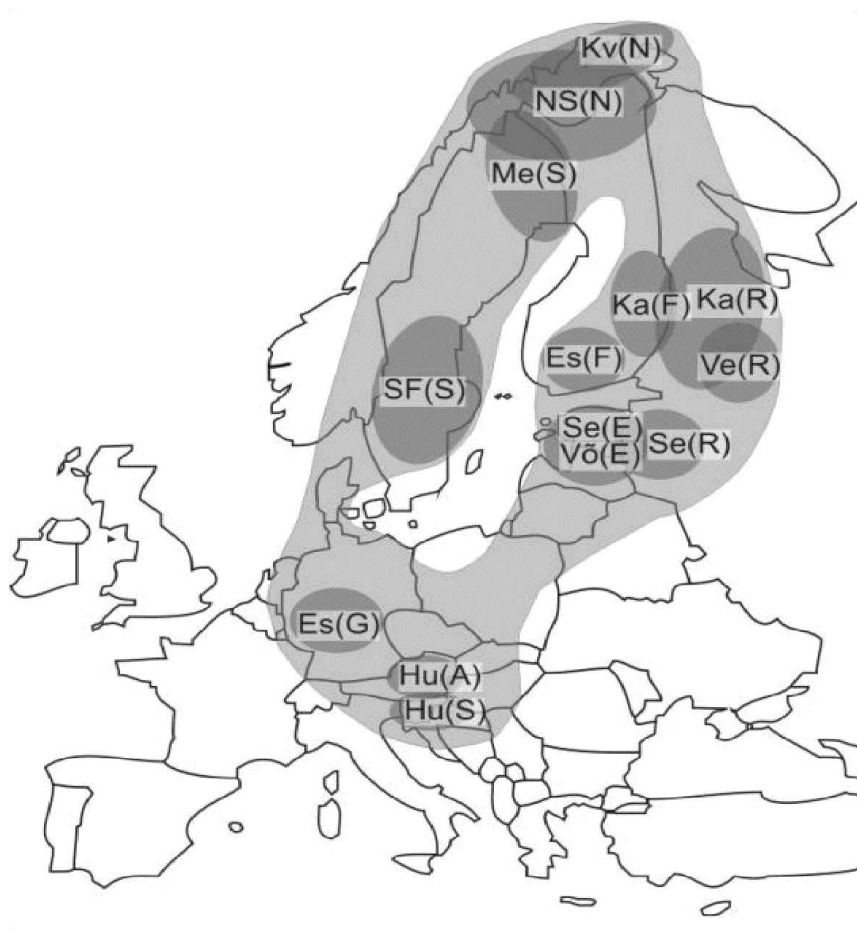 Kv(N)
NS(N)
Me(S)
Ka(F)
Ka(R)
Es(F)
Ve(R)
SF(S)
Se(E)
Võ(E)
Se(R)
Es(G)
Hu(A)
Hu(S)